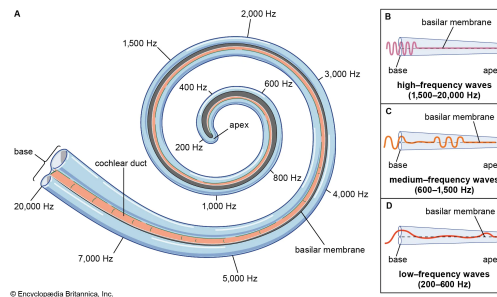 A
2,000 Hz
1,500 Hz
3,000 Hz
400 Hz
600 Hz
apex
200 Hz
base
cochlear duct
800 Hz
20,000 Hz
1,000 Hz
4,000 Hz
7,000 Hz
basilar membrane
5,000 Hz
© Encyclopædia Britannica, Inc.
B
basilar membrane
base
ape
high–frequency waves
(1,500–20,000 Hz)
C
basilar membrane
base
ape
medium–frequency waves
(600–1,500 Hz)
D
basilar membrane
base
ape
low–frequency waves
(200–600 Hz)